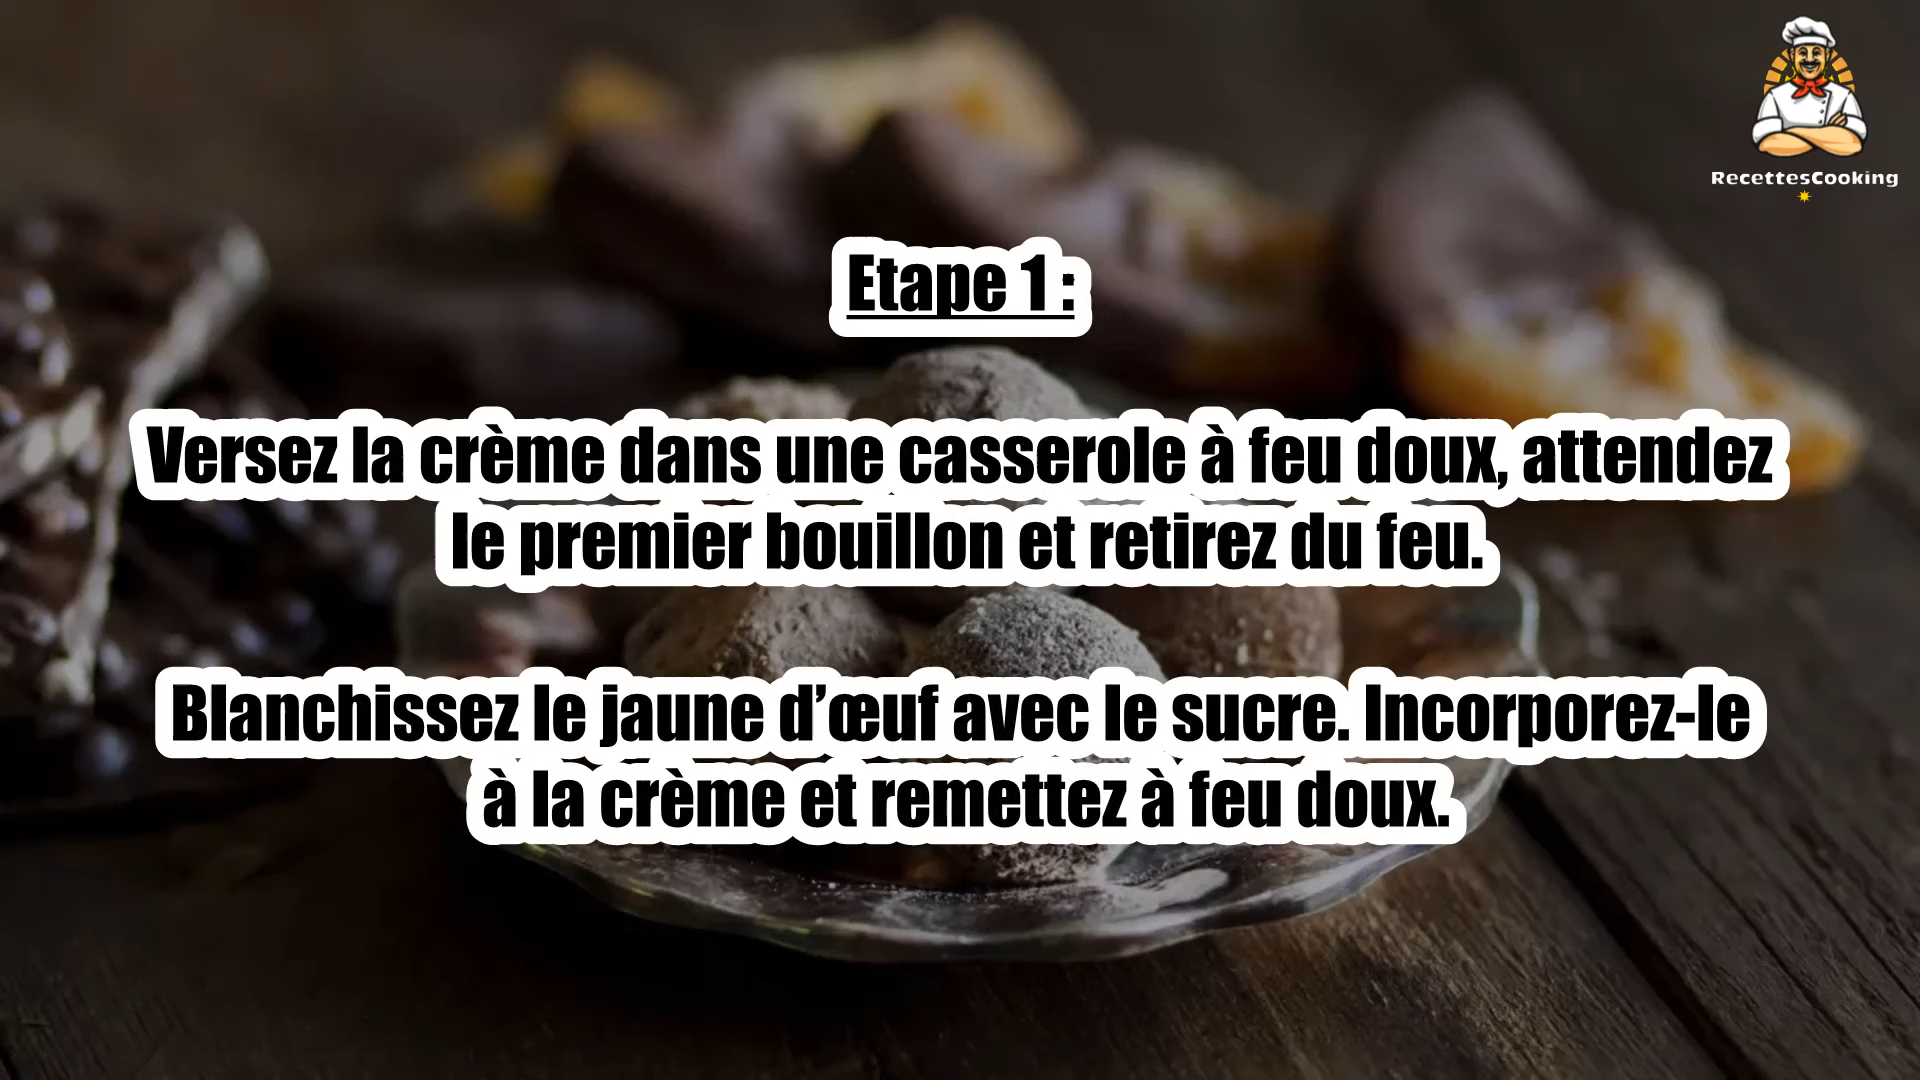 RecettesCooking
Etape 1 :
Versez la crème dans une casserole à feu doux, attendez
le premier bouillon et retirez du feu.
Blanchissez le jaune d’œuf avec le sucre. Incorporez-le
à la crème et remettez à feu doux.